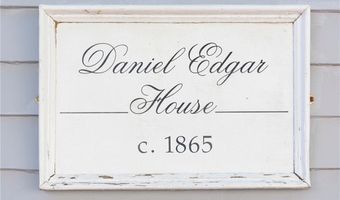 Daniel Edgar
House
c. 1865